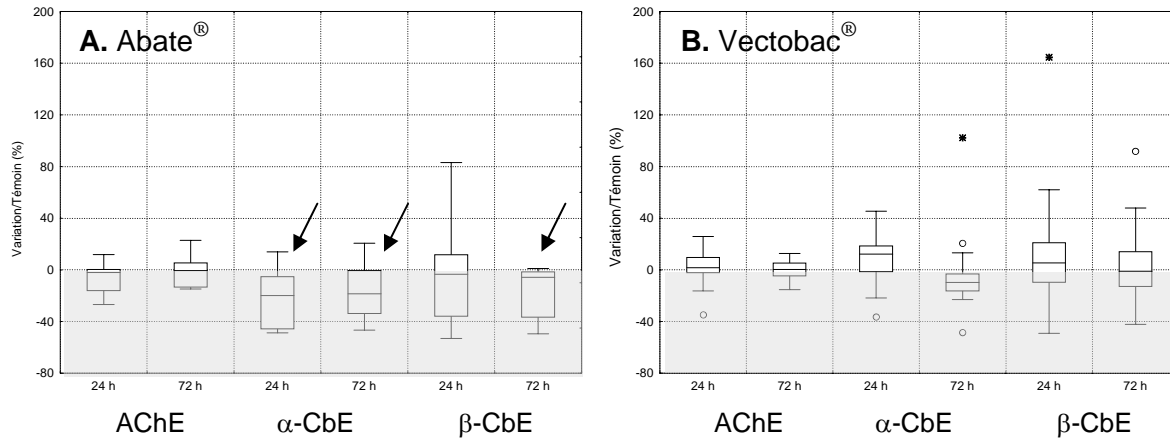 A. Abate®
Variation/Témoin (%)
200
160
120
80
40
0
-40
-80
24 h 72 h 24 h 72 h 24 h 72 h
AChE α-CbE β-CbE
B. Vectobac®
Variation/Témoin (%)
200
160
120
80
40
0
-40
-80
24 h 72 h 24 h 72 h 24 h 72 h
AChE α-CbE β-CbE